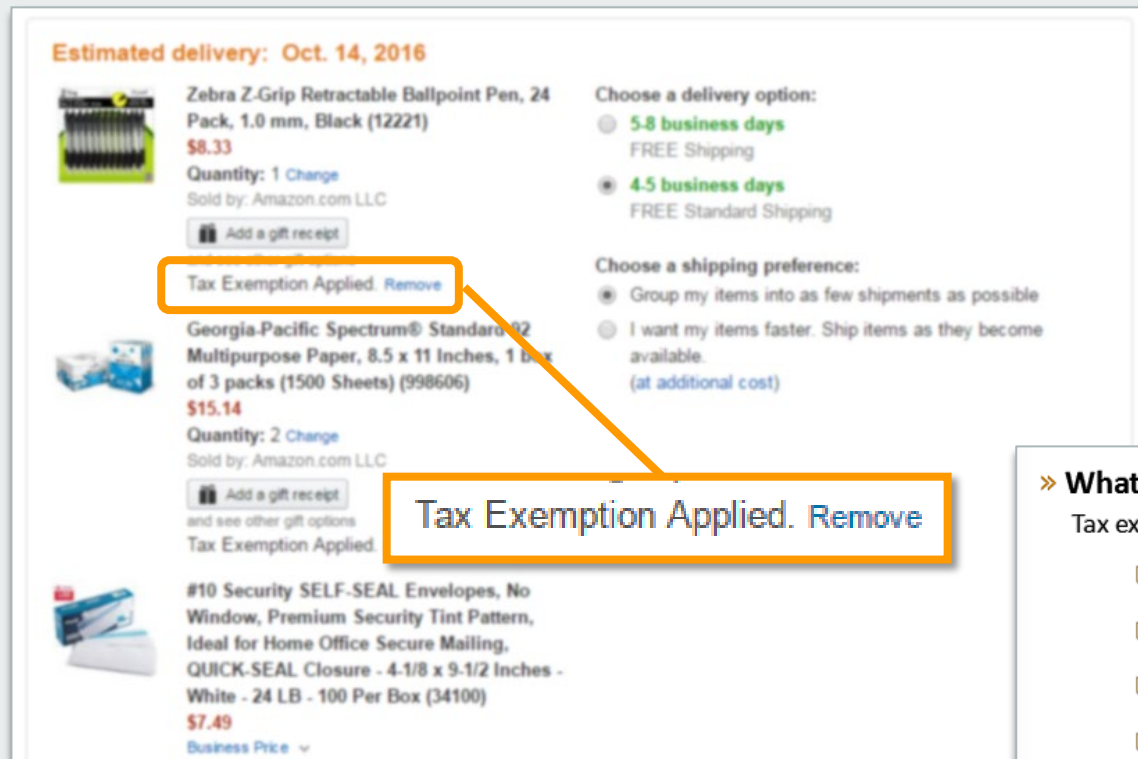 Estimated delivery: Oct. 14, 2016
Zebra Z-Grip Retractable Ballpoint Pen, 24
Pack, 1.0 mm, Black (12221)
$8.33
Quantity: 1 Change
Sold by: Amazon.com LLC
Add a gift receipt
and see other gift options
Tax Exemption Applied. Remove
Georgia-Pacific Spectrum® Standard 92
Multipurpose Paper, 8.5 x 11 Inches, 1 box
of 3 packs (1500 Sheets) (998606)
$15.14
Quantity: 2 Change
Sold by: Amazon.com LLC
Add a gift receipt
and see other gift options
Tax Exemption Applied.
#10 Security SELF-SEAL Envelopes, No
Window, Premium Security Tint Pattern,
Ideal for Home Office Secure Mailing,
QUICK-SEAL Closure - 4-1/8 x 9-1/2 Inches -
White - 24 LB - 100 Per Box (34100)
$7.49
Business Price
Choose a delivery option:
5-8 business days
FREE Shipping
4-5 business days
FREE Standard Shipping
Choose a shipping preference:
Group my items into as few shipments as possible
I want my items faster. Ship items as they become
available.
(at additional cost)
Tax Exemption Applied. Remove
» What
Tax ex